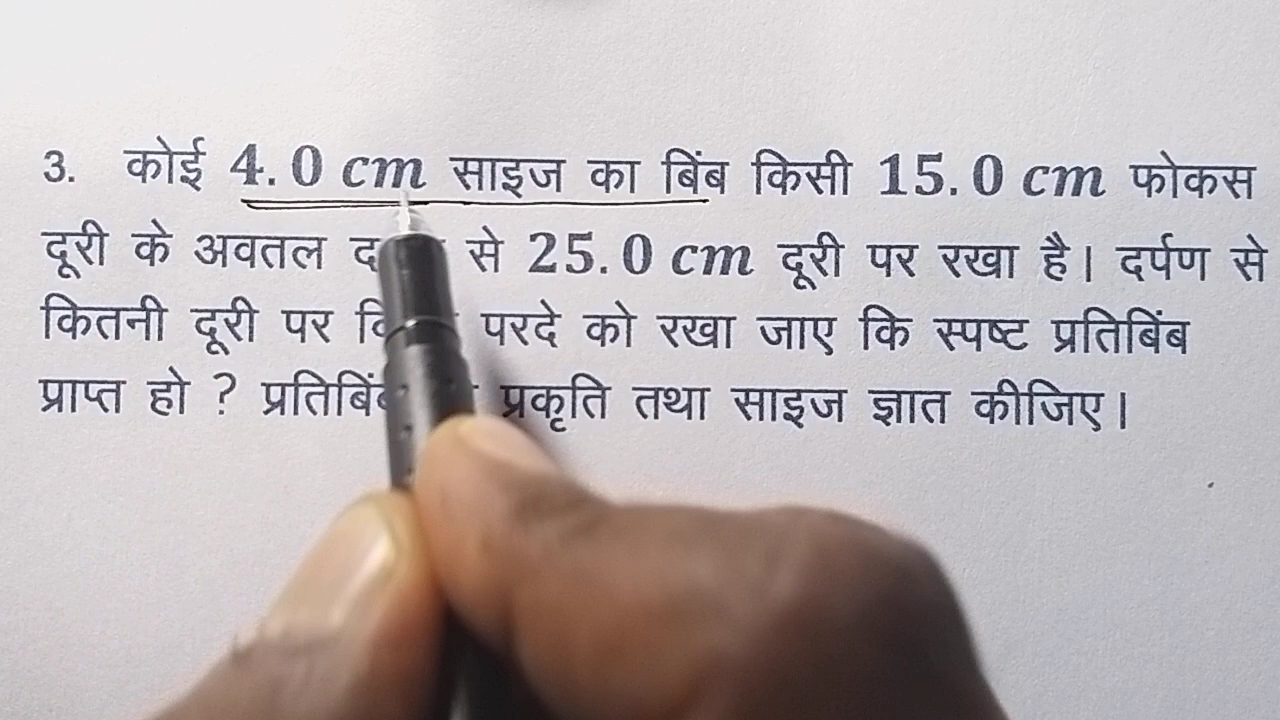 3. कोई 4.0 cm साइज का बिंब किसी 15.0 cm फोकस
दूरी के अवतल से 25.0 cm दूरी पर रखा है। दर्पण से
कितनी दूरी पर परदे को रखा जाए कि स्पष्ट प्रतिबिंब
प्राप्त हो ? प्रकृति तथा साइज ज्ञात कीजिए।